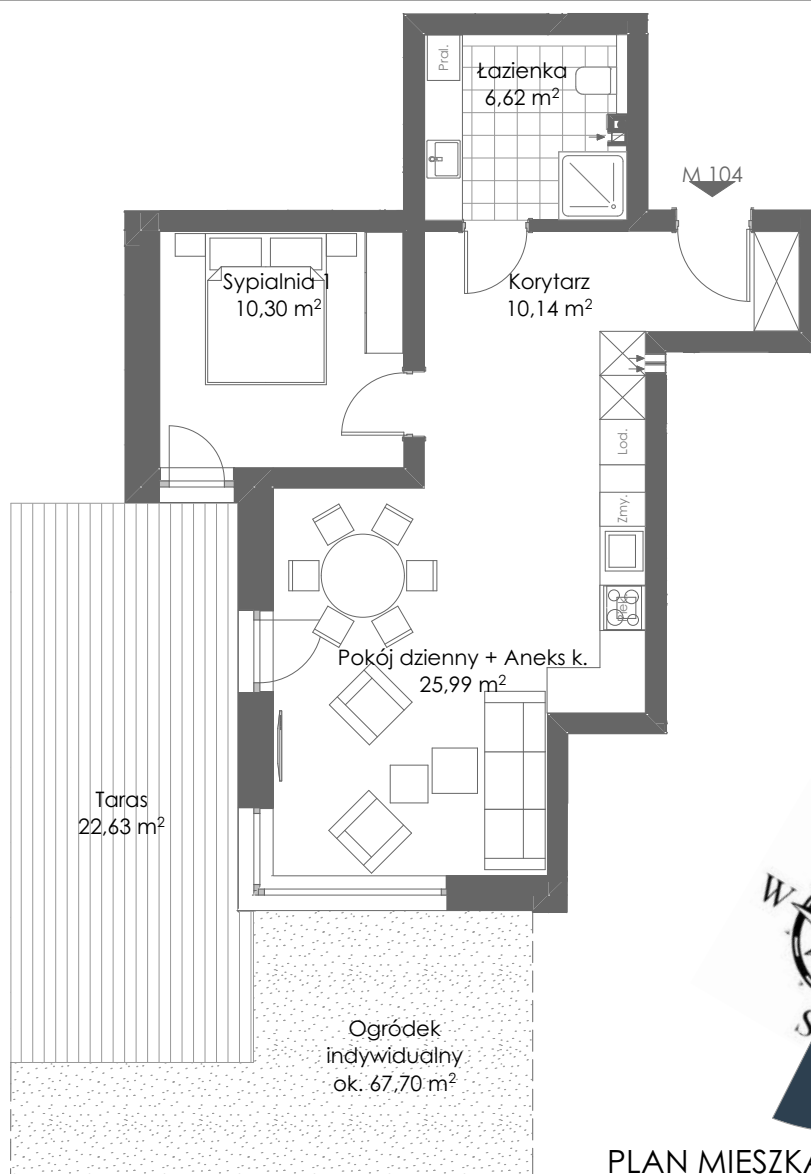 Pral.
Łazienka
6,62 m²
M 104
Sypialnia 1
10,30 m²
Korytarz
10,14 m²
Lod.
Zmy.
Pokój dzienny + Aneks k.
25,99 m²
Taras
22,63 m²
W
S
Ogródek
indywidualny
ok. 67,70 m²
PLAN MIESZKA